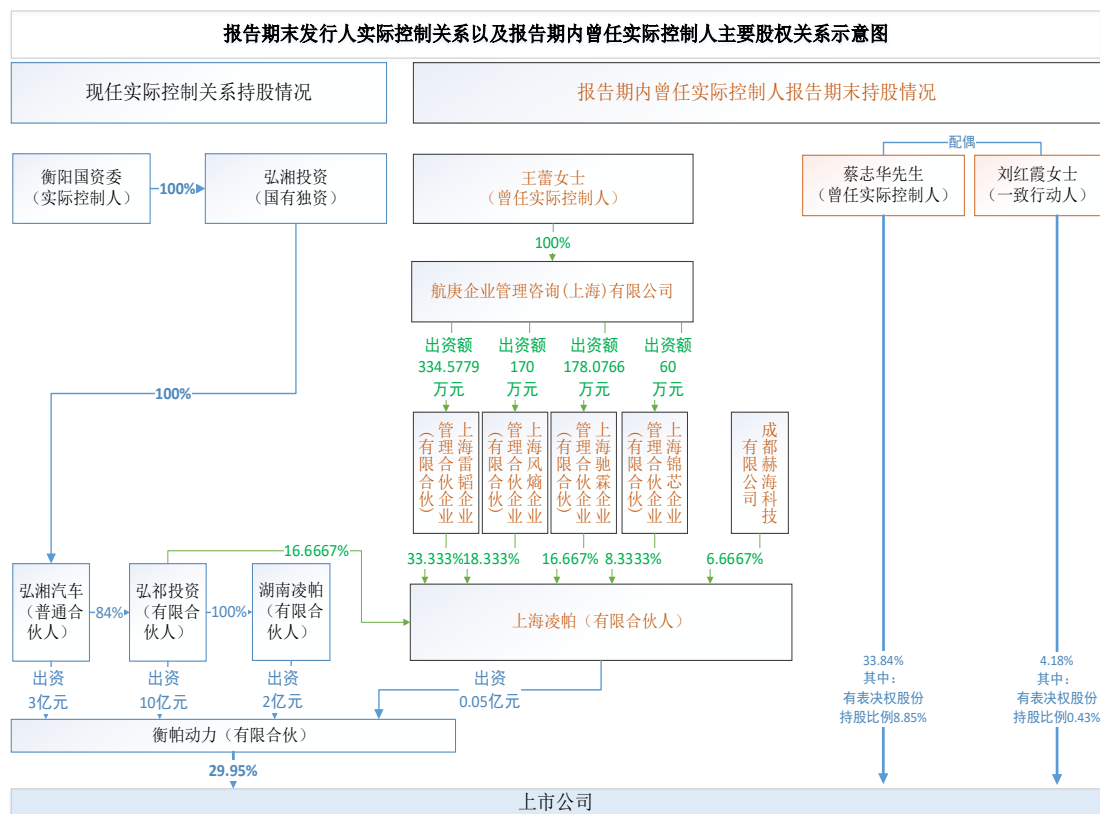 报告期末发行人实际控制关系以及报告期内曾任实际控制人主要股权关系示意图
现任实际控制关系持股情况
报告期内曾任实际控制人报告期末持股情况
配偶
衡阳国资委
（实际控制人）
100%
弘湘投资
（国有独资）
王蕾女士
（曾任实际控制人）
蔡志华先生
（曾任实际控制人）
刘红霞女士
（一致行动人）
100%
航庚企业管理咨询(上海)有限公司
出资额
334.5779
万元
出资额
170
万元
出资额
178.0766
万元
出资额
60
万元
100%
上海雷韬企业
管理合伙企业
（有限合伙）
上海风熵企业
管理合伙企业
（有限合伙）
上海驰霖企业
管理合伙企业
（有限合伙）
上海锦芯企业
管理合伙企业
（有限合伙）
成都赫海科技
有限公司
16.6667%
33.333%
18.333%
16.667%
8.3333%
6.6667%
弘湘汽车
（普通合
伙人）
84%
弘祁投资
（有限合
伙人）
100%
湖南凌帕
（有限合
伙人）
上海凌帕（有限合伙人）
出资
3亿元
出资
10亿元
出资
2亿元
出资
0.05亿元
33.84%
其中：
有表决权股份
持股比例8.85%
4.18%
其中：
有表决权股份
持股比例0.43%
衡帕动力（有限合伙）
29.95%
上市公司